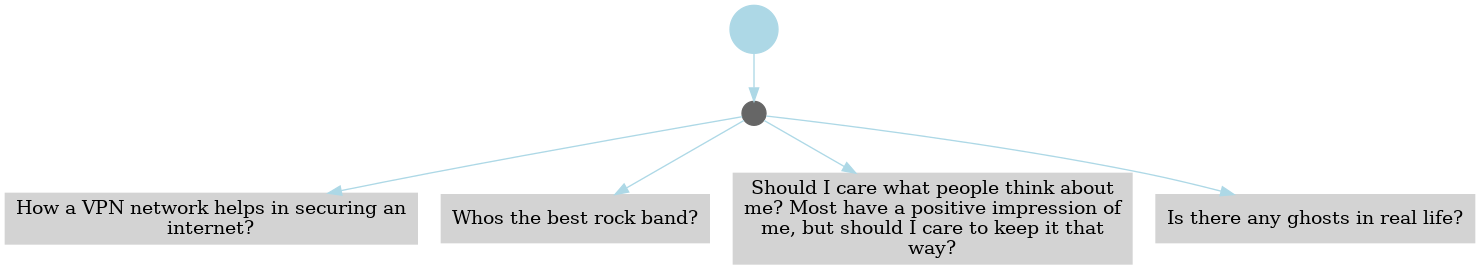 How a VPN network helps in securing an
internet?
Whos the best rock band?
Should I care what people think about
me? Most have a positive impression of
me, but should I care to keep it that
way?
Is there any ghosts in real life?